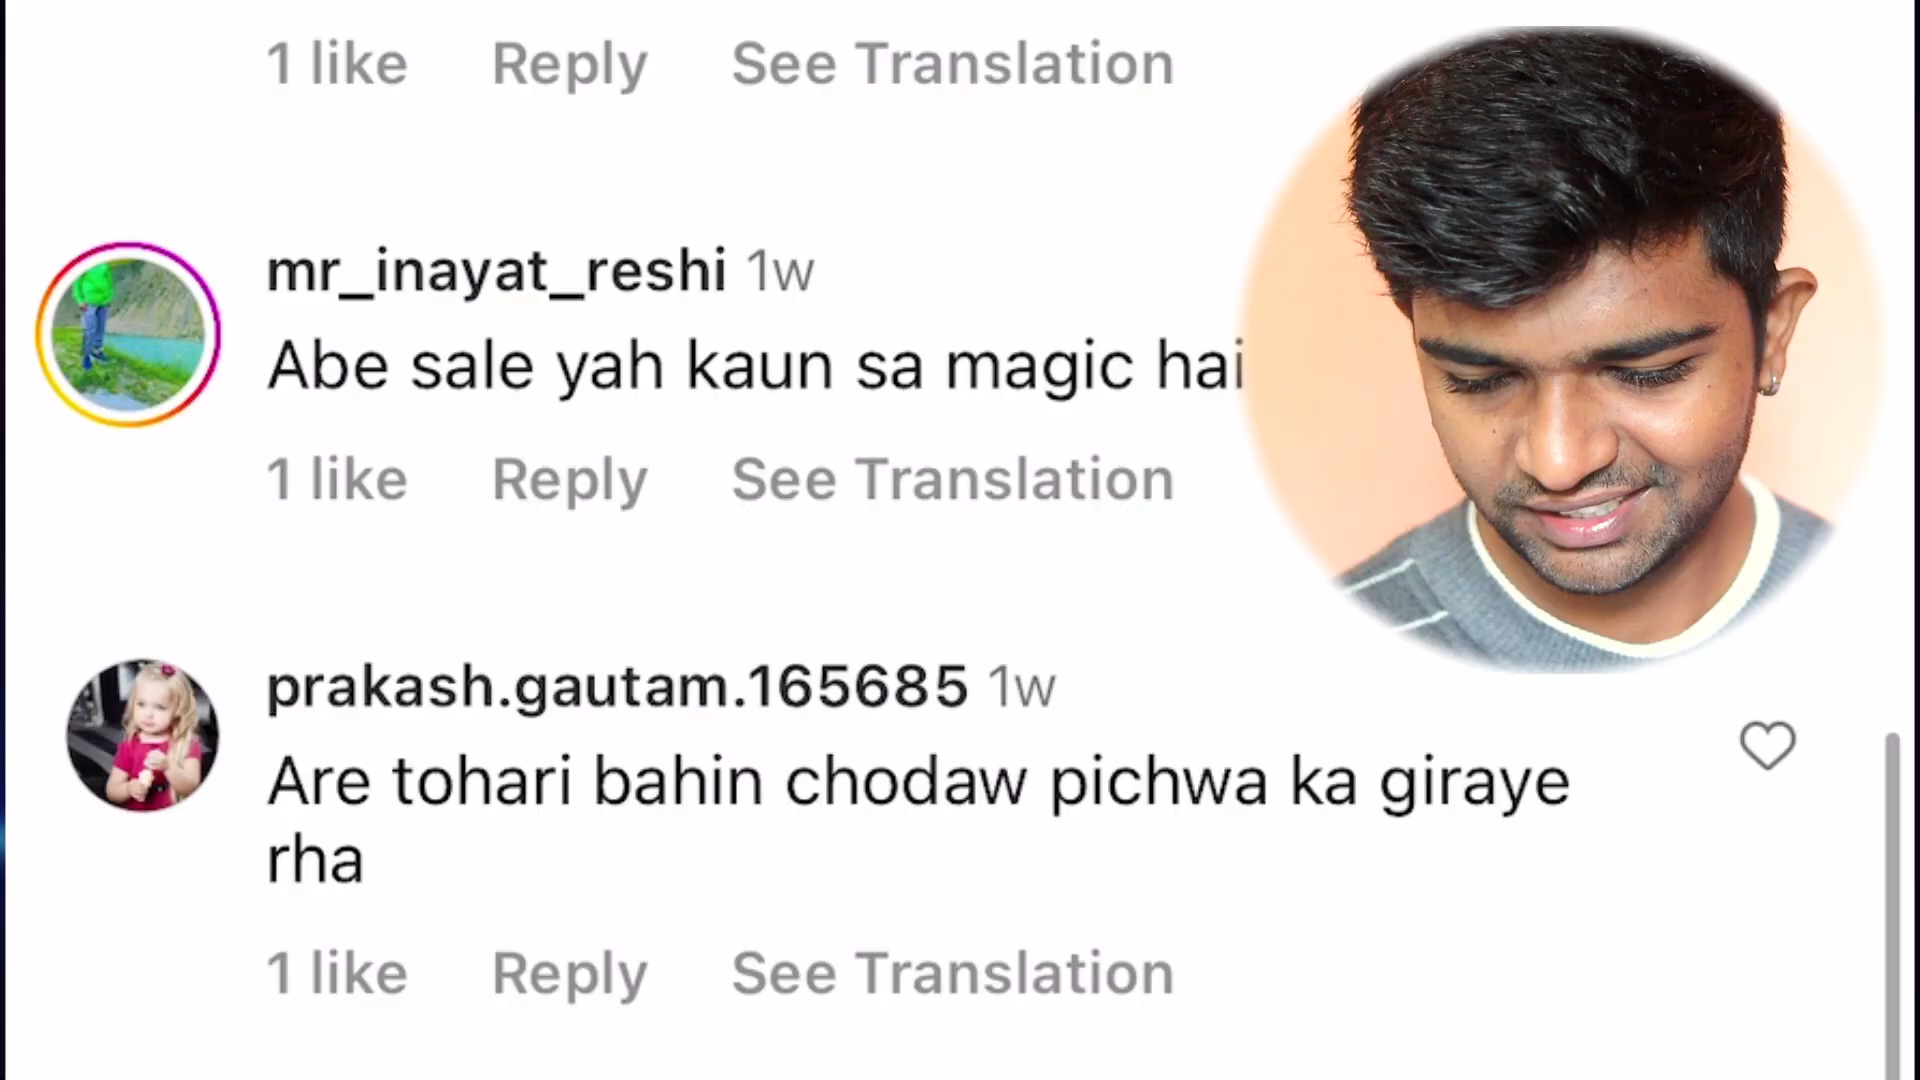 1 like Reply See Translation
mr_inayat_reshi 1w
Abe sale yah kaun sa magic hai
1 like Reply See Translation
prakash.gautam.165685 1w
Are tohari bahin chodaw pichwa ka giraye
rha
1 like Reply See Translation